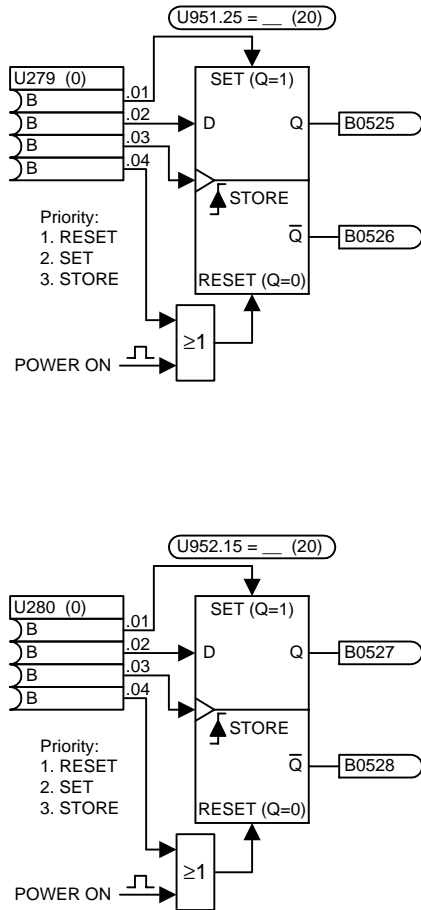 U951.25 = __ (20)
U279 (0)
B .01
B .02
B .03
B .04
SET (Q=1)
D
Q
B0525
STORE
Q̅
B0526
RESET (Q=0)
Priority:
1. RESET
2. SET
3. STORE
≥1
POWER ON
U952.15 = __ (20)
U280 (0)
B .01
B .02
B .03
B .04
SET (Q=1)
D
Q
B0527
STORE
Q̅
B0528
RESET (Q=0)
Priority:
1. RESET
2. SET
3. STORE
≥1
POWER ON